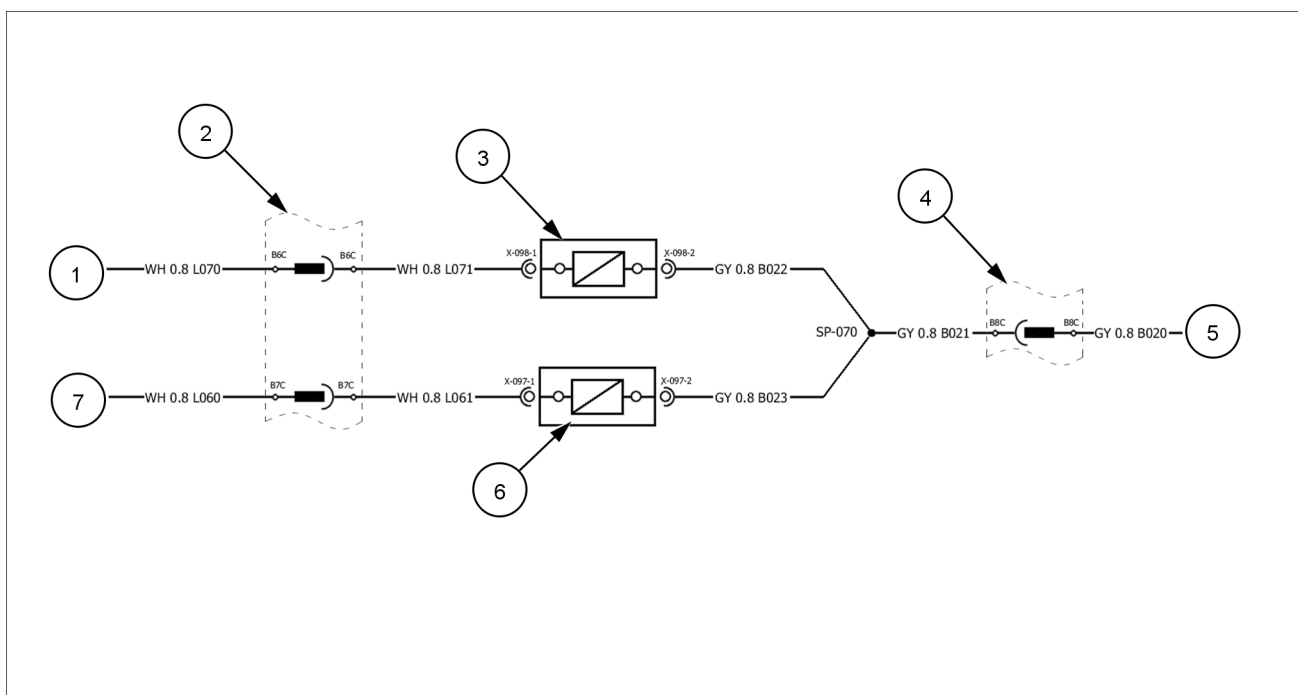 2
3
4
1
WH 0.8 L070
B6C
B6C
WH 0.8 L071
X-098-1
X-098-2
GY 0.8 B022
SP-070
GY 0.8 B021
B8C
B8C
GY 0.8 B020
5
7
WH 0.8 L060
B7C
B7C
WH 0.8 L061
X-097-1
X-097-2
GY 0.8 B023
6